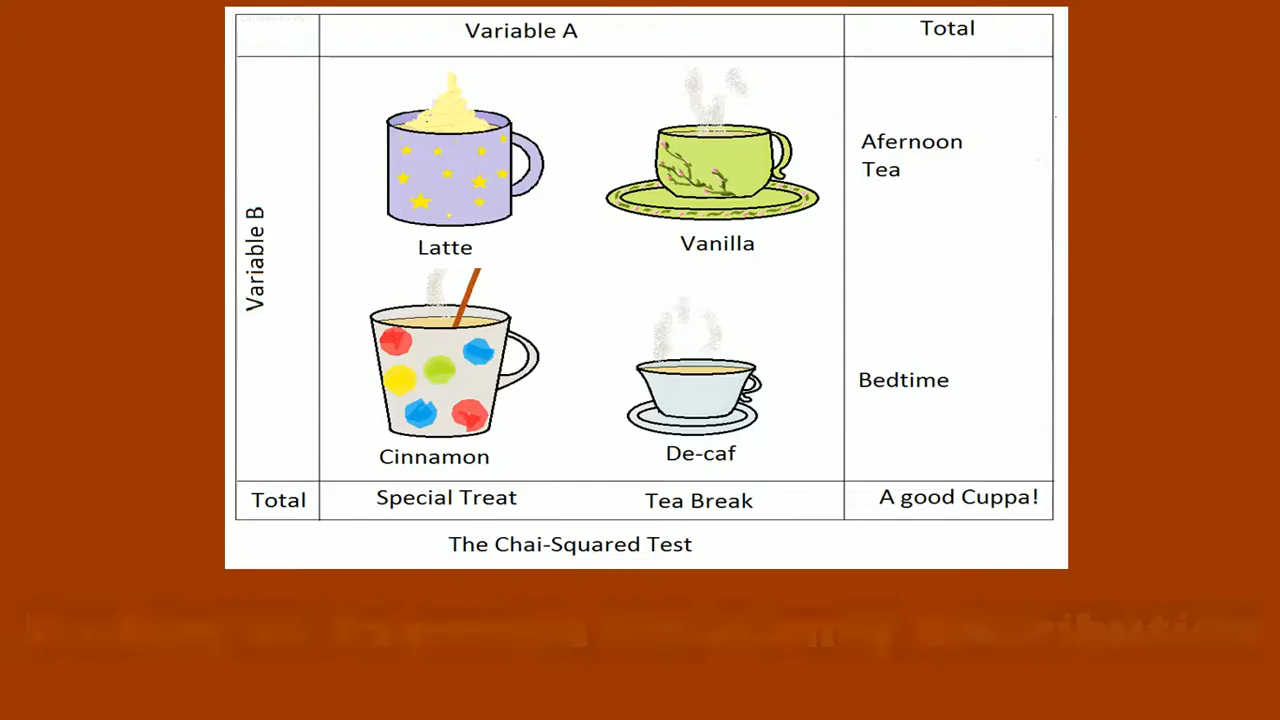 Variable A
Total
Variable B
Afernoon
Tea
Latte
Vanilla
Bedtime
Cinnamon
De-caf
Total
Special Treat
Tea Break
A good Cuppa!
The Chai-Squared Test